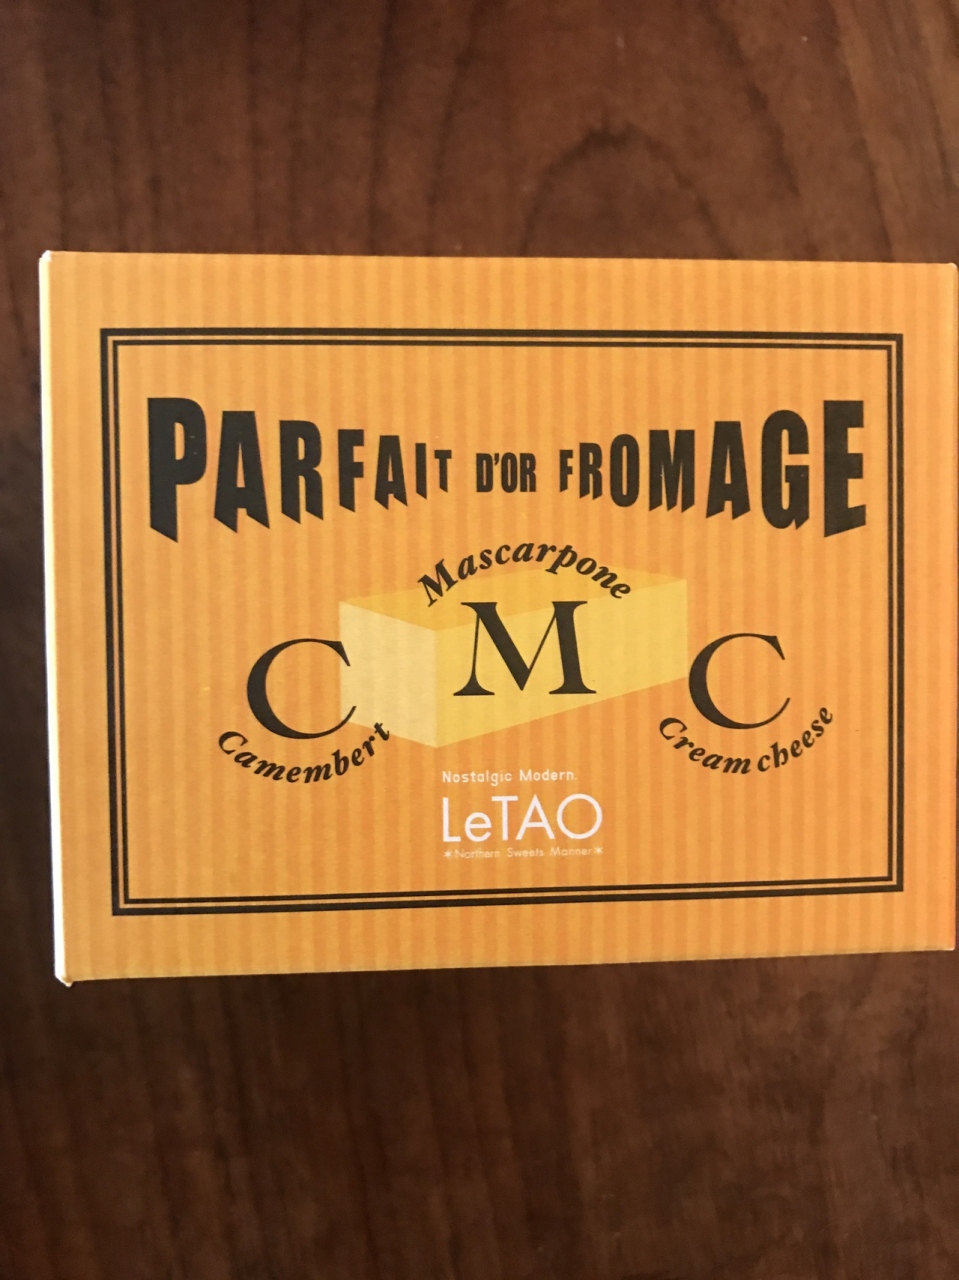 PARFAIT D'OR FROMAGE
Mascarpone
C M C
Camembert
Cream cheese
Nostalgic Modern.
LeTAO
*Northern Sweets Manner*